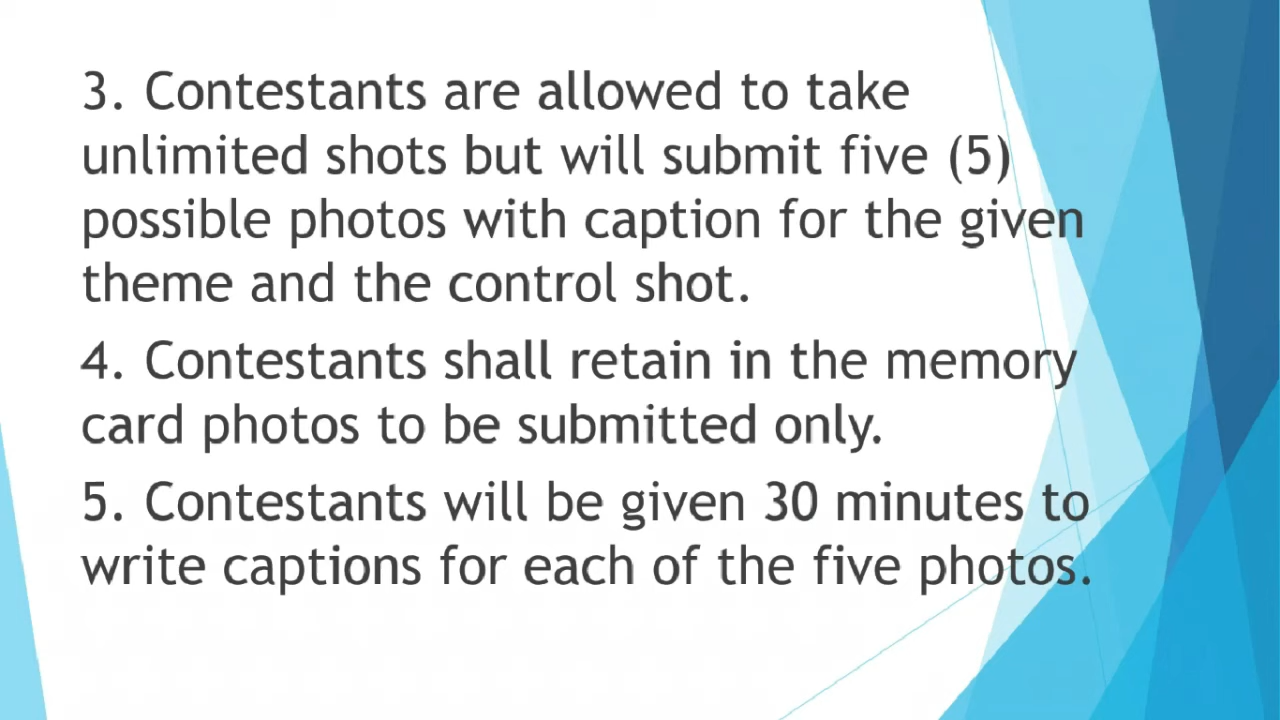 3. Contestants are allowed to take
unlimited shots but will submit five (5)
possible photos with caption for the given
theme and the control shot.
4. Contestants shall retain in the memory
card photos to be submitted only.
5. Contestants will be given 30 minutes to
write captions for each of the five photos.